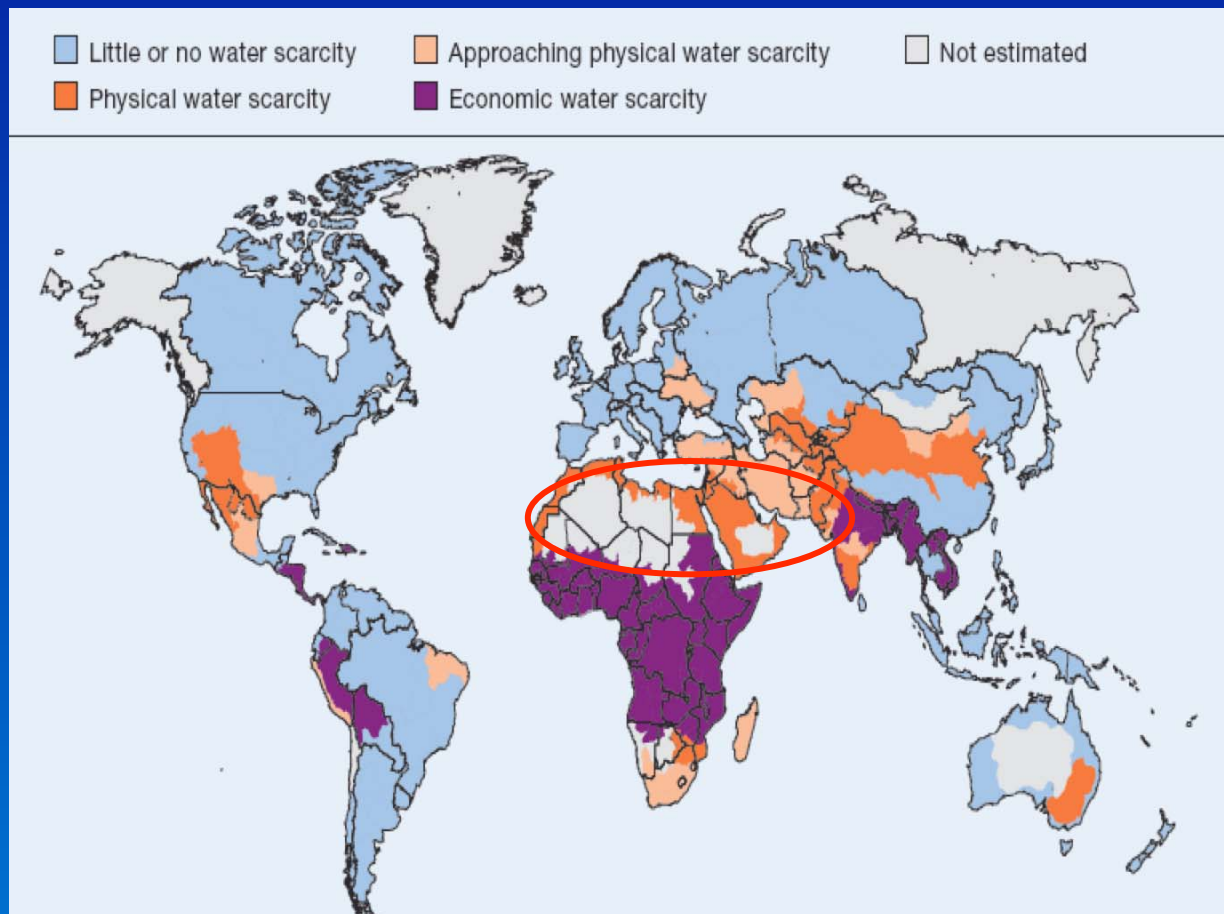 Little or no water scarcity
Approaching physical water scarcity
Not estimated
Physical water scarcity
Economic water scarcity